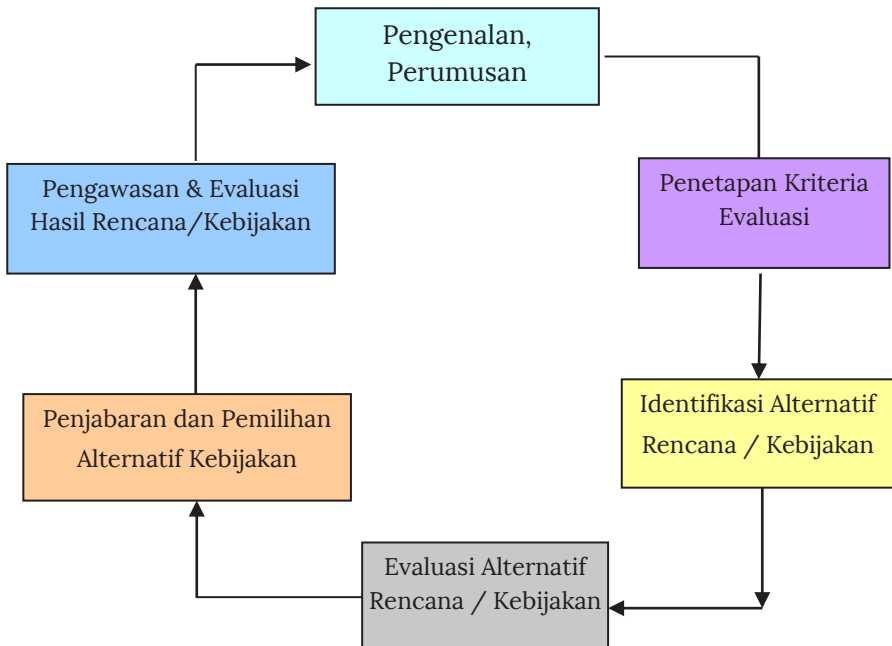 Pengenalan,
Perumusan
Penetapan Kriteria
Evaluasi
Identifikasi Alternatif
Rencana / Kebijakan
Evaluasi Alternatif
Rencana / Kebijakan
Penjabaran dan Pemilihan
Alternatif Kebijakan
Pengawasan & Evaluasi
Hasil Rencana/Kebijakan